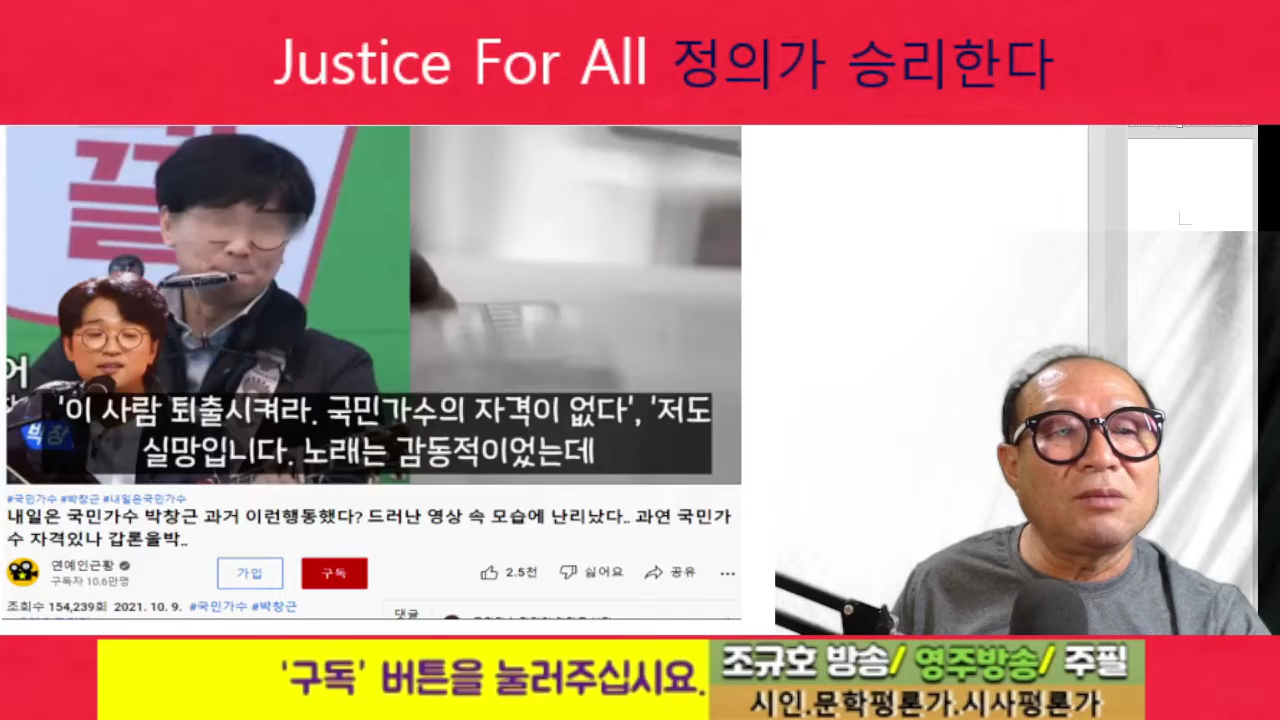 Justice For All 정의가 승리한다
끌
어
박창
'이 사람 퇴출시켜라. 국민가수의 자격이 없다', '저도
실망입니다. 노래는 감동적이었는데
#국민가수 #박창근 #내일은국민가수
내일은 국민가수 박창근 과거 이런행동했다? 드러난 영상 속 모습에 난리났다.. 과연 국민가
수 자격있나 갑론을박..
연예인근황
구독자 10.6만명
가입
구독
2.5천
싫어요
공유
조회수 154,239회 2021. 10. 9. #국민가수 #박창근
댓글
'구독' 버튼을 눌러주십시요.
조규호 방송/ 영주방송/ 주필
시인.문학평론가.시사평론가